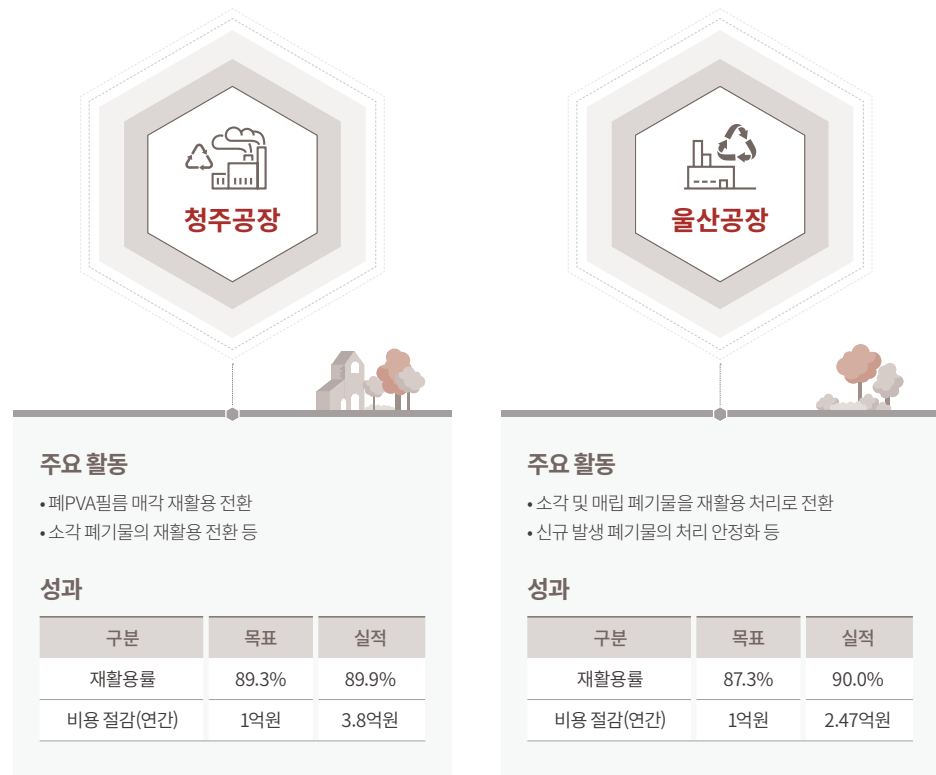 청주공장
주요 활동
• 폐PVA필름 매각 재활용 전환
• 소각 폐기물의 재활용 전환 등
성과
구분 목표 실적
재활용률 89.3% 89.9%
비용 절감(연간) 1억원 3.8억원
울산공장
주요 활동
• 소각 및 매립 폐기물을 재활용 처리로 전환
• 신규 발생 폐기물의 처리 안정화 등
성과
구분 목표 실적
재활용률 87.3% 90.0%
비용 절감(연간) 1억원 2.47억원